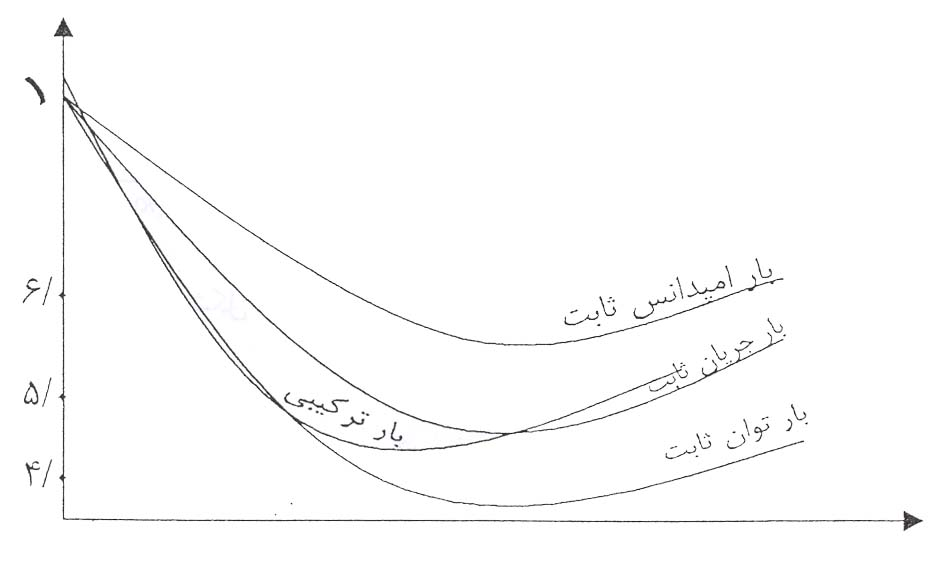 ۱
۶/
۵/
۴/
بار امیدانس ثابت
بار جریان ثابت
بار ترکیبی
بار توان ثابت